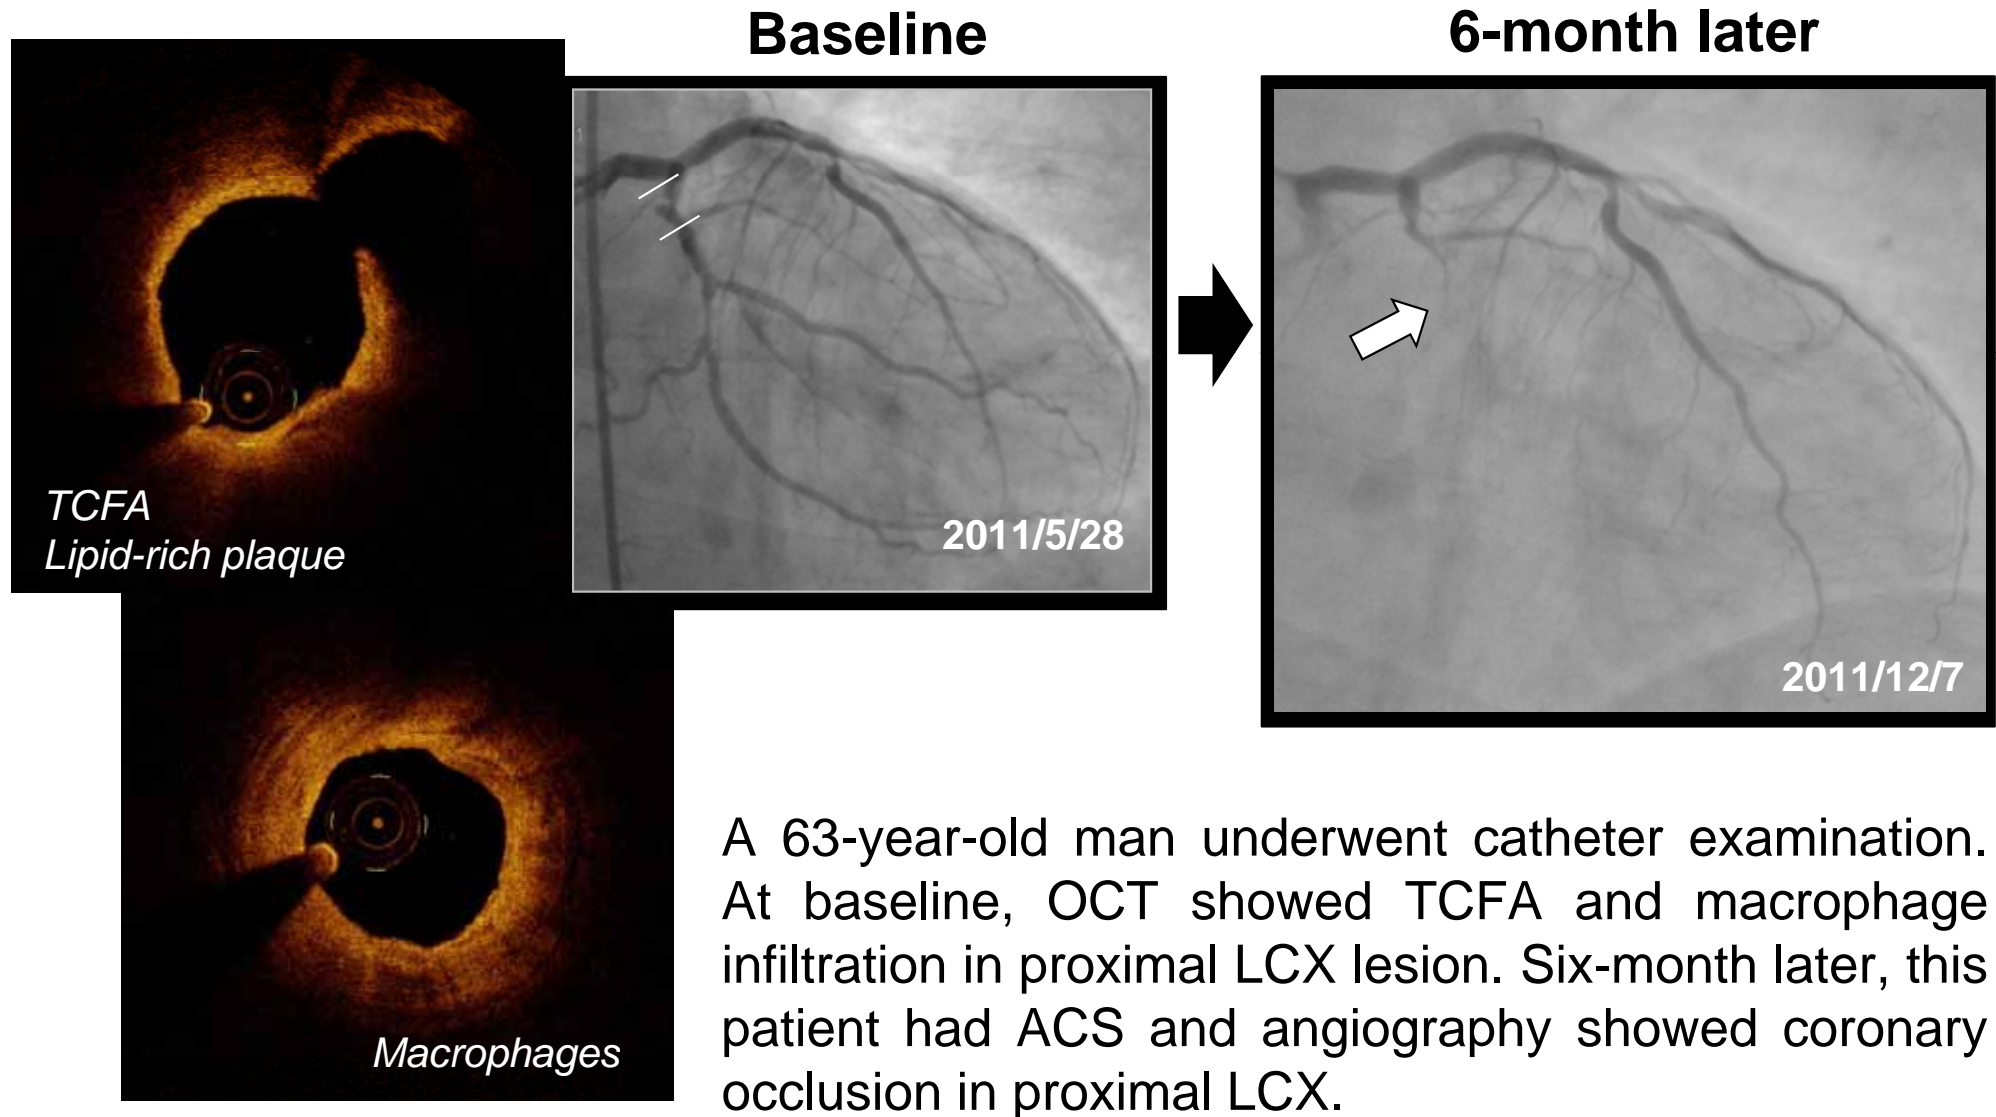 Baseline
6-month later
TCFA
Lipid-rich plaque
1
2011/5/28
2011/12/7
Macrophages
A 63-year-old man underwent catheter examination.
At baseline, OCT showed TCFA and macrophage
infiltration in proximal LCX lesion. Six-month later, this
patient had ACS and angiography showed coronary
occlusion in proximal LCX.